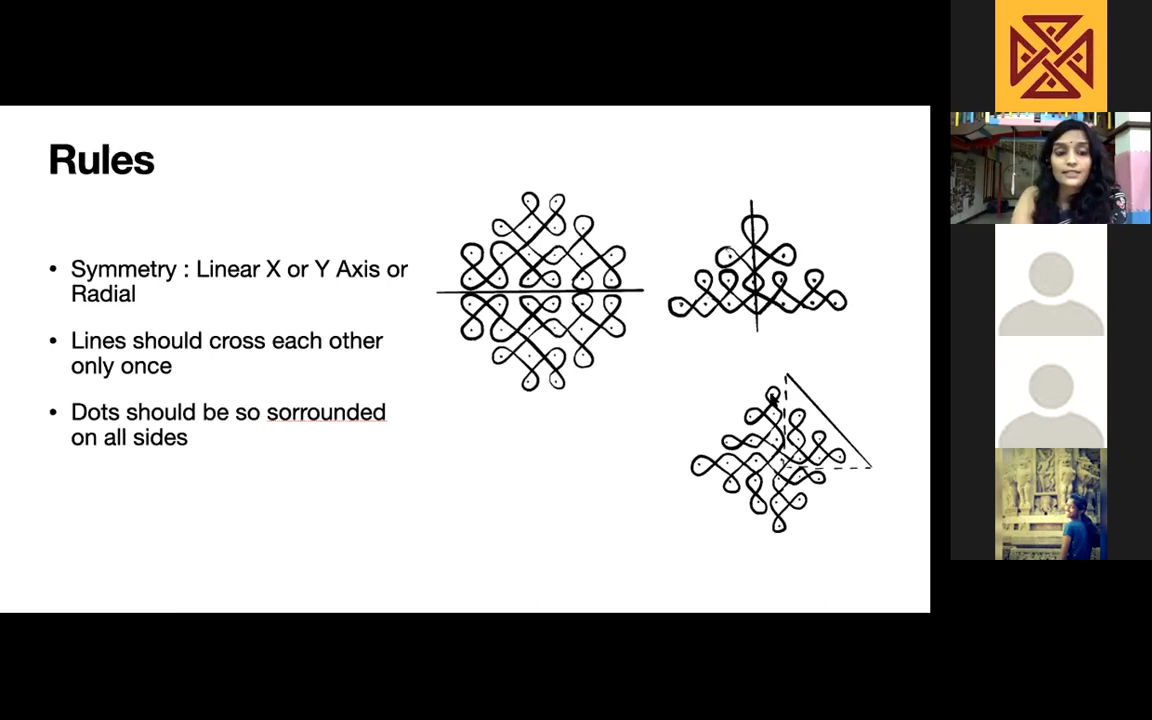 Rules
• Symmetry : Linear X or Y Axis or
Radial
• Lines should cross each other
only once
• Dots should be so sorrounded
on all sides